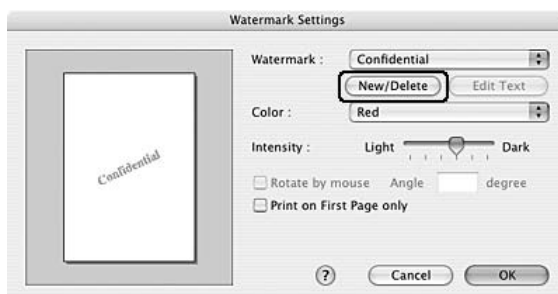 Watermark Settings
Watermark : Confidential
New/Delete Edit Text
Color : Red
Intensity : Light Dark
Confidential
Rotate by mouse Angle degree
Print on First Page only
? Cancel OK